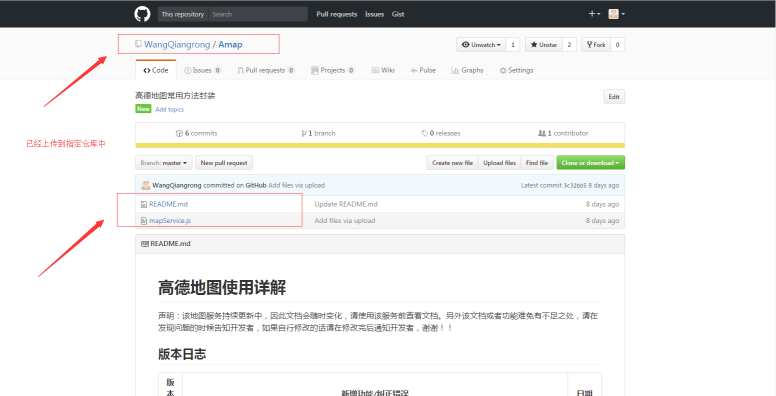 This repository Search Pull requests Issues Gist
WangQiangrong / Amap
Unwatch 1 Unstar 2 Fork 0
Code Issues 0 Pull requests 0 Projects 0 Wiki Pulse Graphs Settings
高德地图常用方法封装 Edit
New Add topics
6 commits 1 branch 0 releases 1 contributor
已经上传到指定仓库中
Branch: master New pull request Create new file Upload files Find file Clone or download
WangQiangrong committed on GitHub Add files via upload Latest commit 3c32bb5 8 days ago
README.md Update README.md 8 days ago
mapService.js Add files via upload 8 days ago
README.md
高德地图使用详解
声明：该地图服务持续更新中，因此文档会随时变化，请使用该服务前查看文档。另外该文档或者功能难免有不足之处，请在
发现问题的时候告知开发者，如果自行修改的话请在修改完后通知开发者，谢谢！！
版本日志
版
本 新增功能/纠正错误 日期